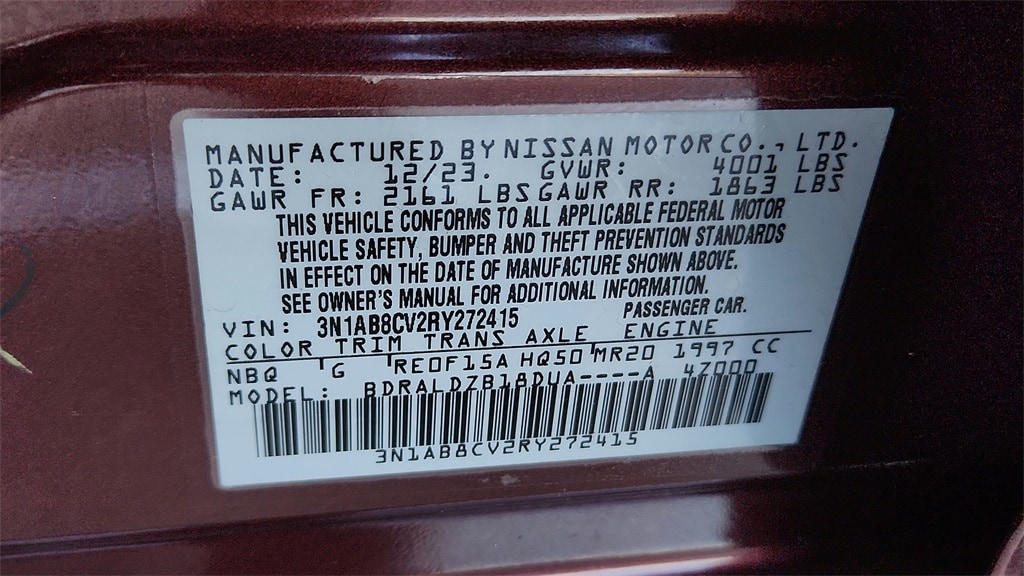 MANUFACTURED BY NISSAN MOTOR CO., LTD.
DATE: 12/23. GVWR: 4001 LBS
GAWR FR: 2161 LBS GAWR RR: 1863 LBS
THIS VEHICLE CONFORMS TO ALL APPLICABLE FEDERAL MOTOR
VEHICLE SAFETY, BUMPER AND THEFT PREVENTION STANDARDS
IN EFFECT ON THE DATE OF MANUFACTURE SHOWN ABOVE.
SEE OWNER'S MANUAL FOR ADDITIONAL INFORMATION.
VIN: 3N1AB8CV2RY272415 PASSENGER CAR.
COLOR TRIM TRANS AXLE ENGINE
NBQ G RE0F15A HQ50 MR20 1997 CC
MODEL: BDRALDZB18DUA----A 4Z000
3N1AB8CV2RY272415